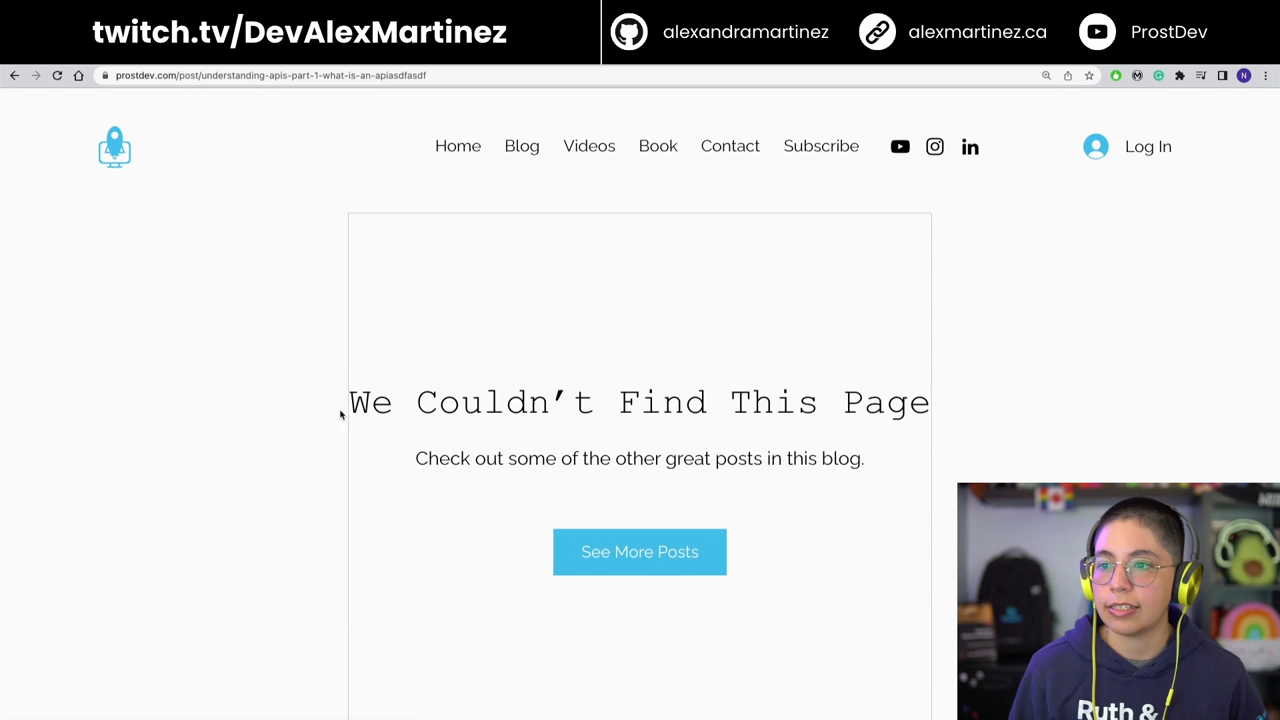 twitch.tv/DevAlexMartinez
alexandramartinez
alexmartinez.ca
ProstDev
prostdev.com/post/understanding-apis-part-1-what-is-an-apiasdfasdf
N
Home Blog Videos Book Contact Subscribe
Log In
We Couldn't Find This Page
Check out some of the other great posts in this blog.
See More Posts
Ruth &